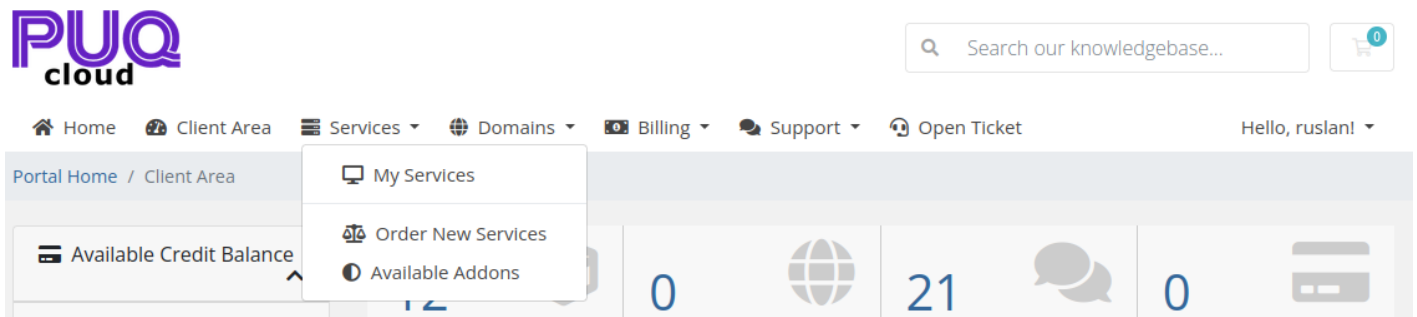 PUQ
cloud
Search our knowledgebase...
0
Home Client Area Services Domains Billing Support Open Ticket Hello, ruslan!
Portal Home / Client Area
My Services
Order New Services
Available Addons
Available Credit Balance
12 0 21 0